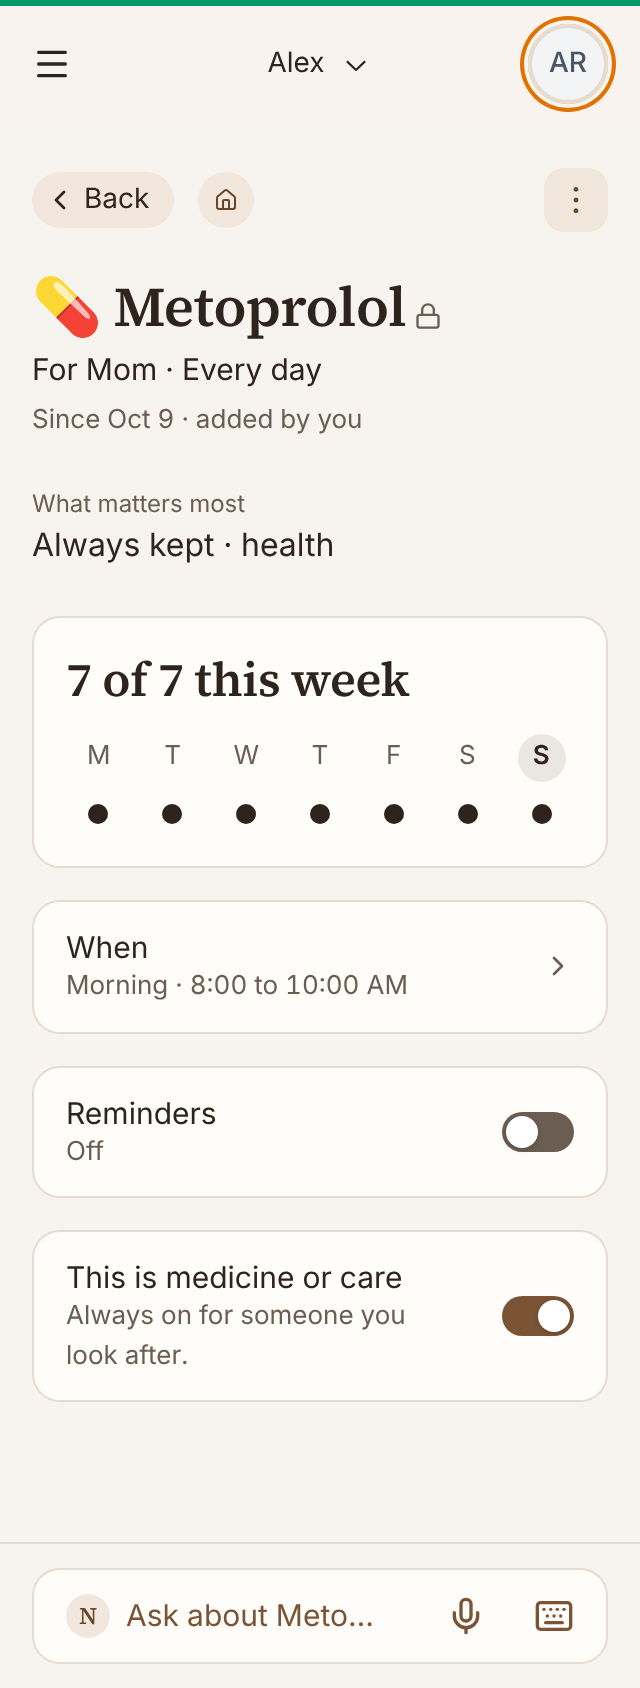 Alex
AR
Back
Metoprolol
For Mom · Every day
Since Oct 9 · added by you
What matters most
Always kept · health
7 of 7 this week
M T W T F S S
When
Morning · 8:00 to 10:00 AM
Reminders
Off
This is medicine or care
Always on for someone you
look after.
N Ask about Meto...